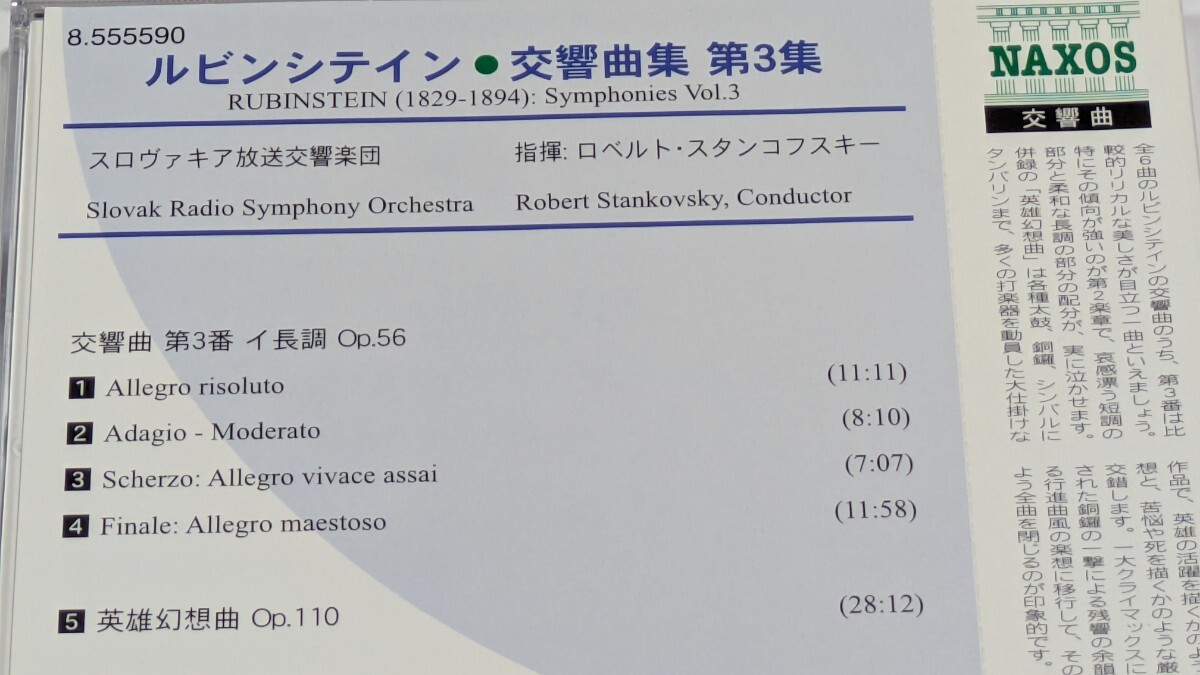 8.555590
ルビンシテイン●交響曲集 第3集
RUBINSTEIN (1829-1894): Symphonies Vol.3
スロヴァキア放送交響楽団 指揮: ロベルト・スタンコフスキー
Slovak Radio Symphony Orchestra Robert Stankovsky, Conductor
交響曲 第3番 イ長調 Op.56
1 Allegro risoluto (11:11)
2 Adagio - Moderato (8:10)
3 Scherzo: Allegro vivace assai (7:07)
4 Finale: Allegro maestoso (11:58)
5 英雄幻想曲 Op.110 (28:12)
NAXOS
交響曲
全6曲のルビンシテインの交響曲のうち、第3番は比
較的リリカルな美しさが目立つ一曲といえましょう。
特にその傾向が強いのが第2楽章で、哀感漂う短調の
部分と柔和な長調の部分の配分が、実に泣かせます。
併録の「英雄幻想曲」は各種太鼓、銅鑼、シンバルに
タンバリンまで、多くの打楽器を動員した大仕掛けな
作品で、英雄の活躍を描くかのよう
想と、苦悩や死を描くかのような厳
交錯します。一大クライマックスに
された銅鑼の一撃による残響の余韻
る行進曲風の楽想に移行して、その
よう全曲を閉じるのが印象的です。